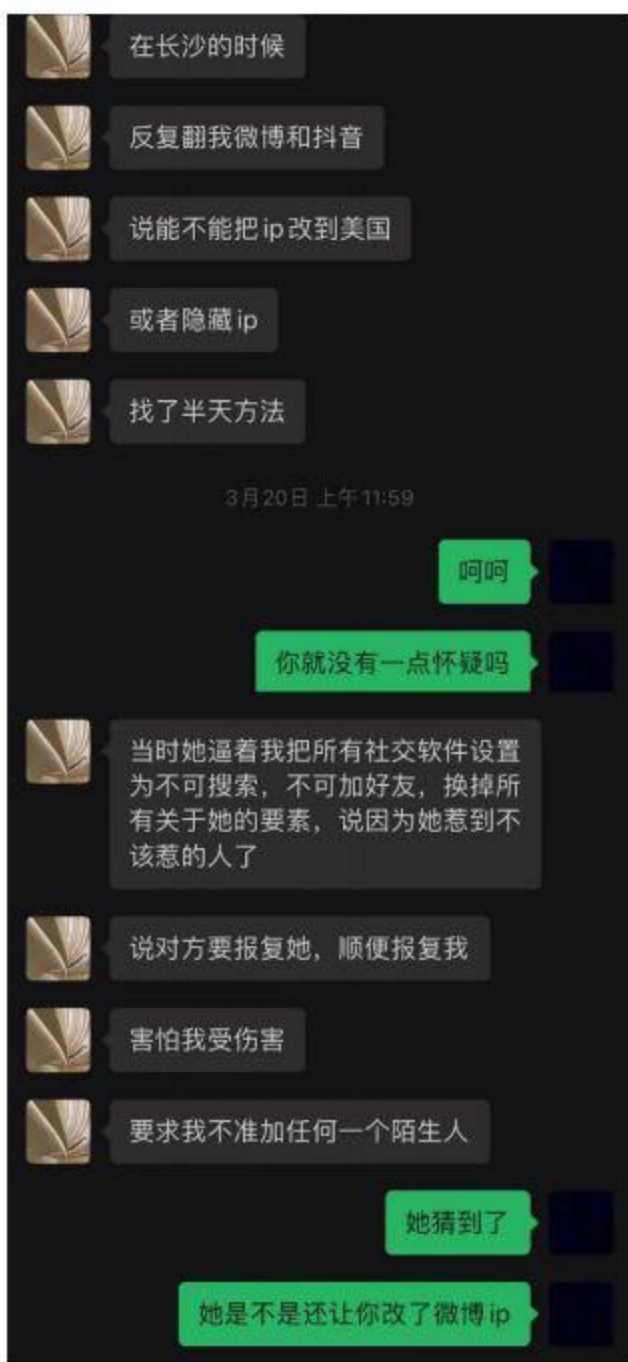 在长沙的时候
反复翻我微博和抖音
说能不能把ip改到美国
或者隐藏ip
找了半天方法
3月20日 上午11:59
呵呵
你就没有一点怀疑吗
当时她逼着我把所有社交软件设置
为不可搜索，不可加好友，换掉所
有关于她的要素，说因为她惹到不
该惹的人了
说对方要报复她，顺便报复我
害怕我受伤害
要求我不准加任何一个陌生人
她猜到了
她是不是还让你改了微博ip